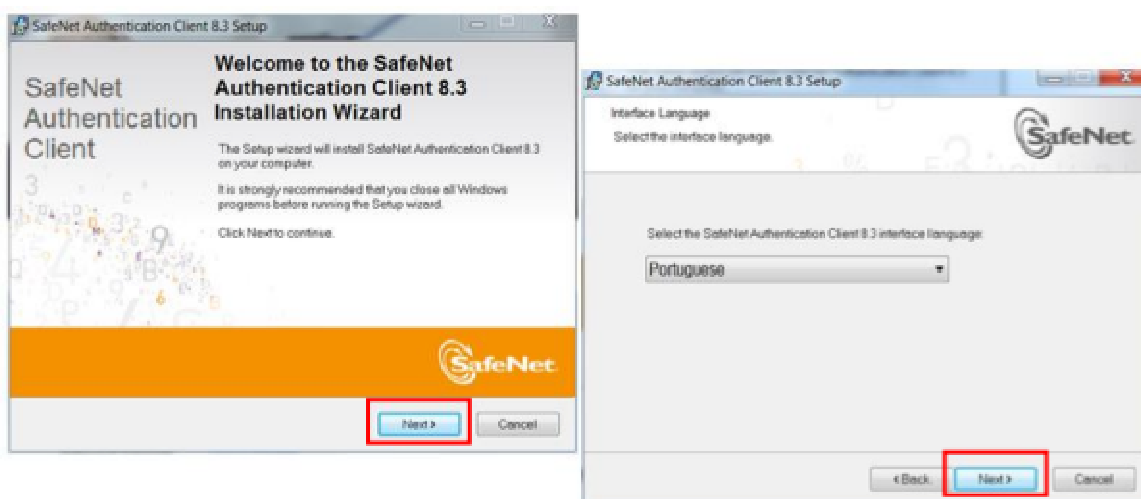 SafeNet Authentication Client 8.3 Setup
SafeNet
Authentication
Client
Welcome to the SafeNet
Authentication Client 8.3
Installation Wizard
The Setup wizard will install SafeNet Authentication Client 8.3
on your computer.
It is strongly recommended that you close all Windows
programs before running the Setup wizard.
Click Next to continue.
SafeNet
Next >
Cancel
SafeNet Authentication Client 8.3 Setup
Interface Language
Select the interface language.
SafeNet
Select the SafeNet Authentication Client 8.3 interface llanguage:
Portuguese
< Back
Next >
Cancel